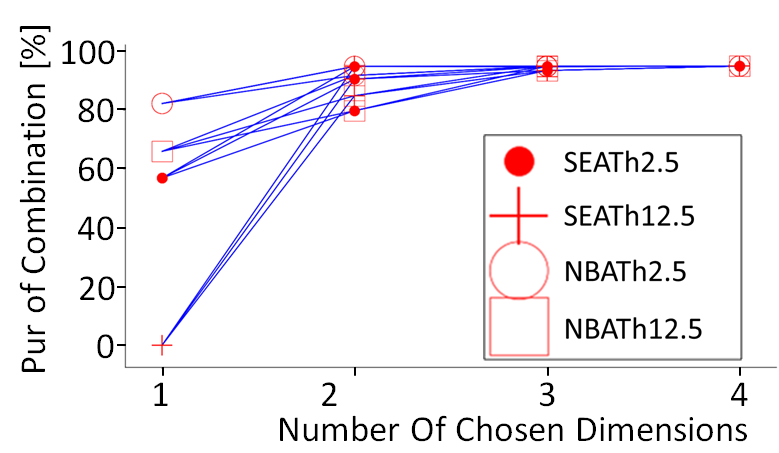 Pur of Combination [%]
100
80
60
40
20
0
SEATh2.5
SEATh12.5
NBATh2.5
NBATh12.5
1 2 3 4
Number Of Chosen Dimensions